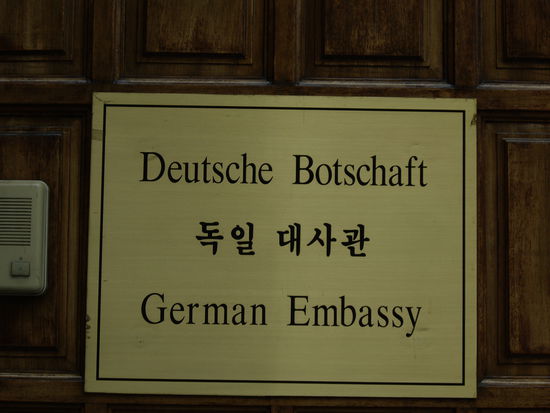 Deutsche Botschaft
독일 대사관
German Embassy